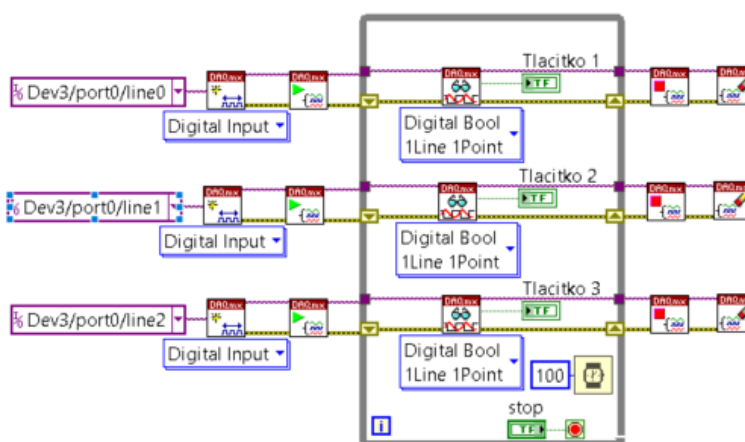 DAQmx DAQmx DAQmx DAQmx DAQmx
Tlacitko 1
Dev3/port0/line0
TF
Digital Input
Digital Bool
1Line 1Point
DAQmx DAQmx DAQmx DAQmx DAQmx
Tlacitko 2
Dev3/port0/line1
TF
Digital Input
Digital Bool
1Line 1Point
DAQmx DAQmx DAQmx DAQmx DAQmx
Tlacitko 3
Dev3/port0/line2
TF
Digital Input
Digital Bool
1Line 1Point
100
stop
i
TF